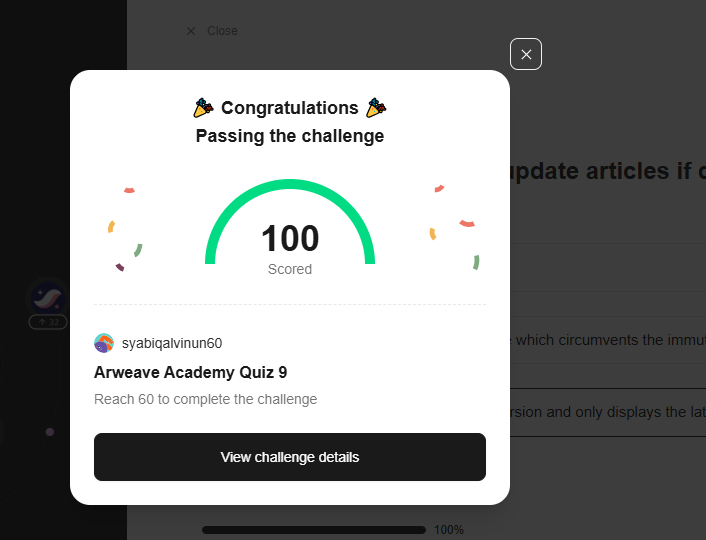 Close
Congratulations
Passing the challenge
update articles if
100
Scored
32
which circumvents the immut
syabiqalvinun60
Arweave Academy Quiz 9
Reach 60 to complete the challenge
rsion and only displays the lat
View challenge details
100%